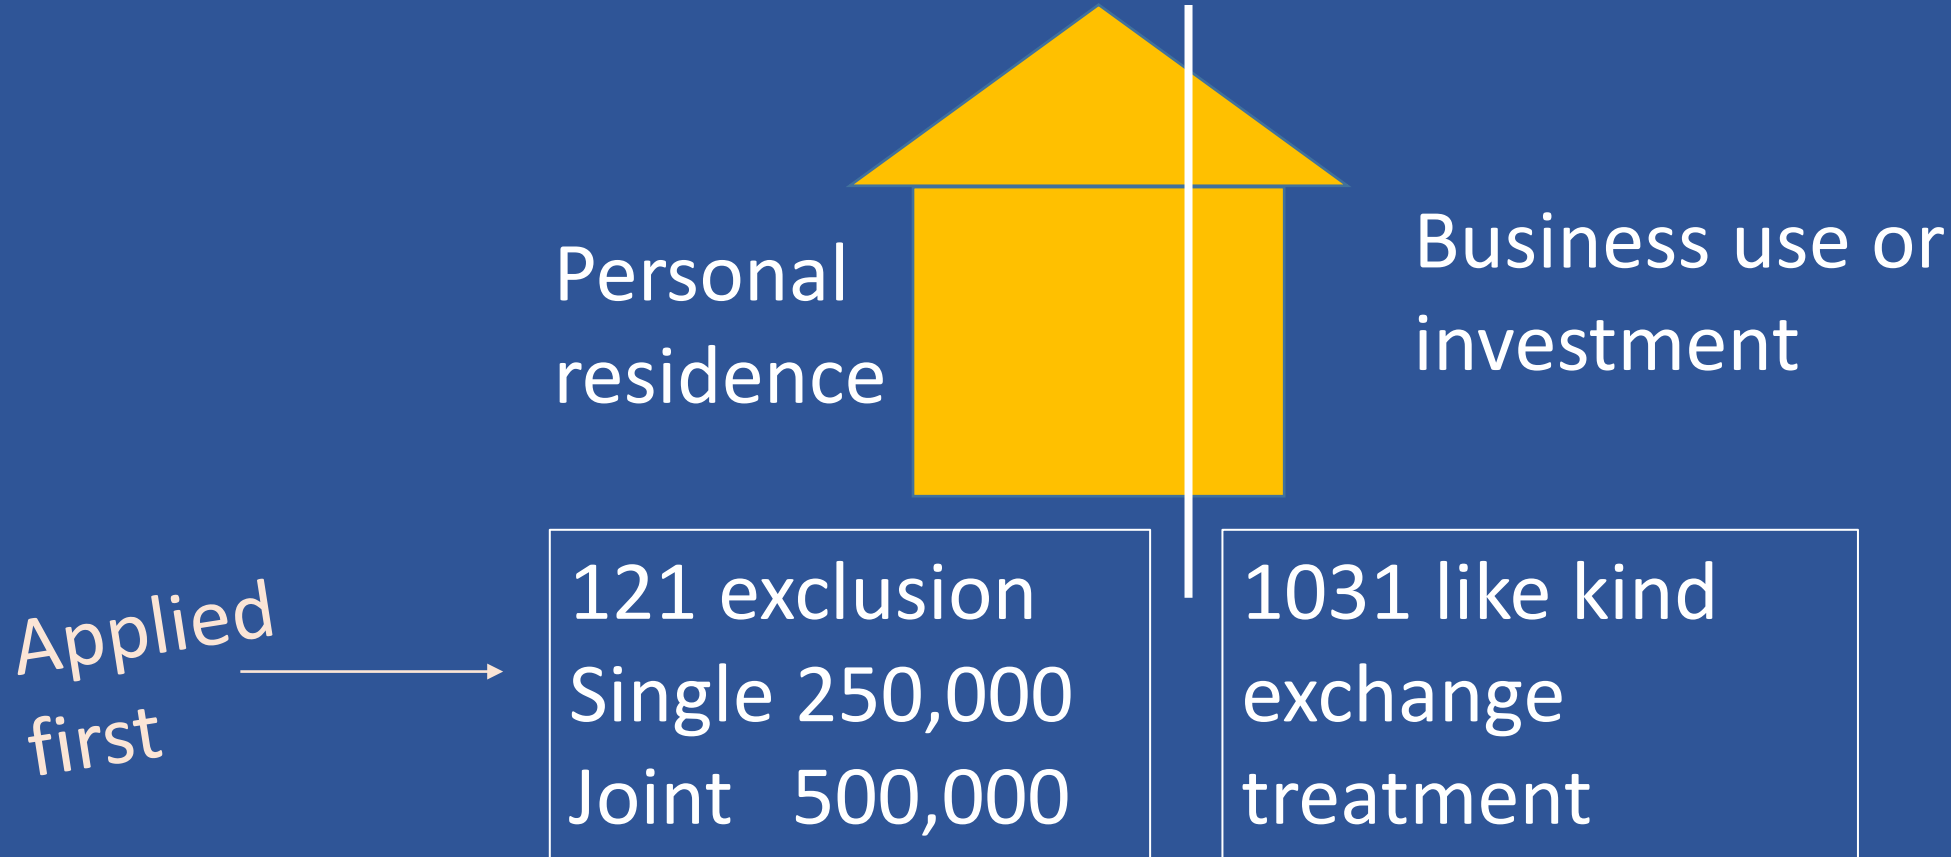 Personal
residence
Business use or
investment
Applied
first
121 exclusion
Single 250,000
Joint 500,000
1031 like kind
exchange
treatment